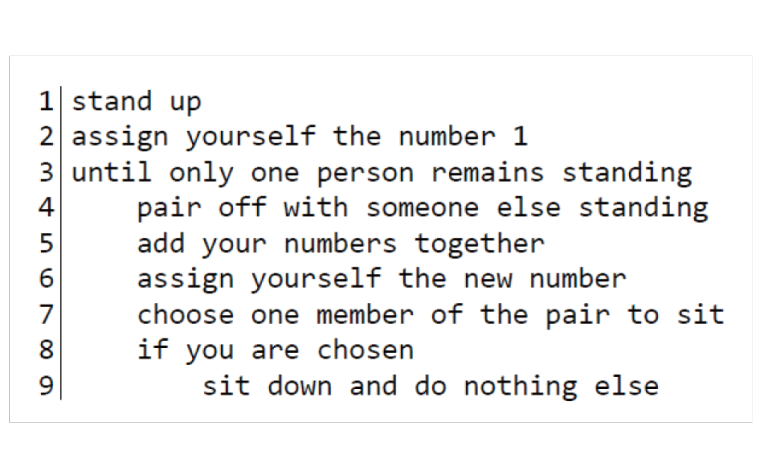 1 stand up
2 assign yourself the number 1
3 until only one person remains standing
4     pair off with someone else standing
5     add your numbers together
6     assign yourself the new number
7     choose one member of the pair to sit
8     if you are chosen
9         sit down and do nothing else